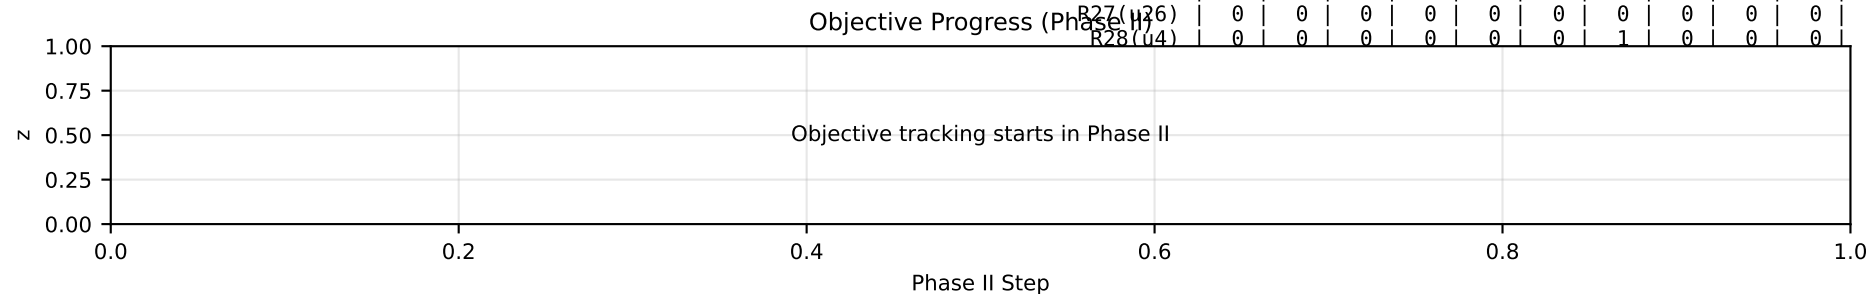 R27(u26) | 0 | 0 | 0 | 0 | 0 | 0 | 0 | 0 | 0 | 0 |
Objective Progress (Phase II)
R28(u4) | 0 | 0 | 0 | 0 | 0 | 0 | 1 | 0 | 0 | 0 |
1.00
0.75
z 0.50 Objective tracking starts in Phase II
0.25
0.00
0.0 0.2 0.4 0.6 0.8 1.0
Phase II Step